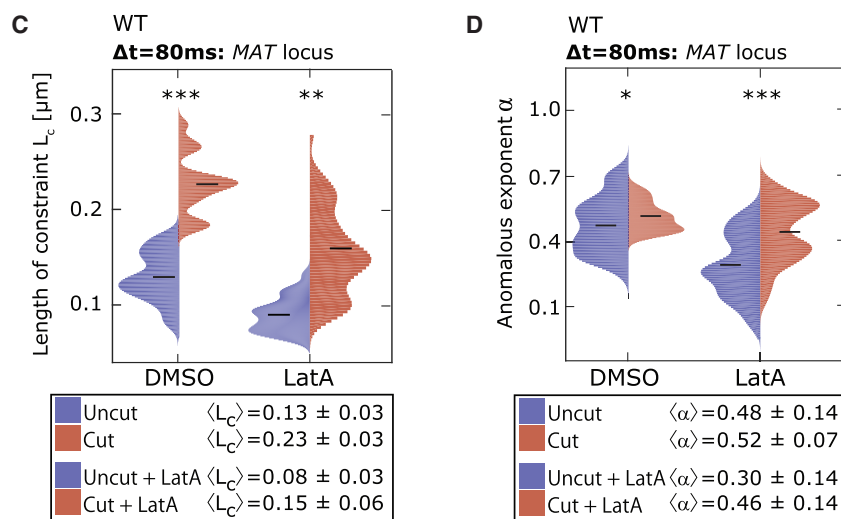 C
WT
Δt=80ms: MAT locus
Length of constraint L_c [μm]
0.3
0.2
0.1
***
**
DMSO
LatA
Uncut ⟨L_c⟩=0.13 ± 0.03
Cut ⟨L_c⟩=0.23 ± 0.03
Uncut + LatA ⟨L_c⟩=0.08 ± 0.03
Cut + LatA ⟨L_c⟩=0.15 ± 0.06
D
WT
Δt=80ms: MAT locus
Anomalous exponent α
1.0
0.7
0.4
0.1
*
***
DMSO
LatA
Uncut ⟨α⟩=0.48 ± 0.14
Cut ⟨α⟩=0.52 ± 0.07
Uncut + LatA ⟨α⟩=0.30 ± 0.14
Cut + LatA ⟨α⟩=0.46 ± 0.14